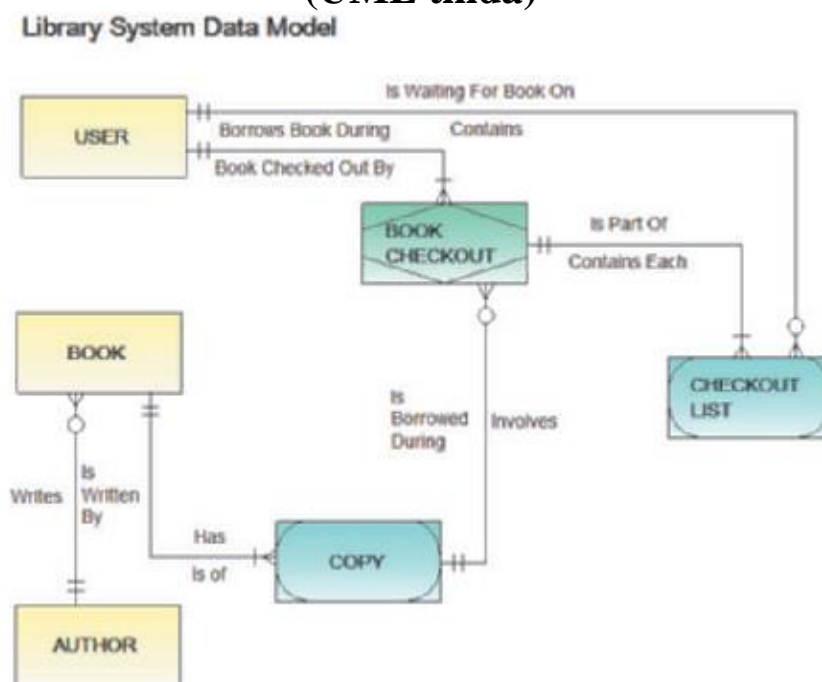 Library System Data Model
Is Waiting For Book On
USER
Borrows Book During
Contains
Book Checked Out By
BOOK
CHECKOUT
Is Part Of
Contains Each
BOOK
CHECKOUT
LIST
Is
Borrowed
During
Involves
Writes
Is
Written
By
Has
Is of
COPY
AUTHOR